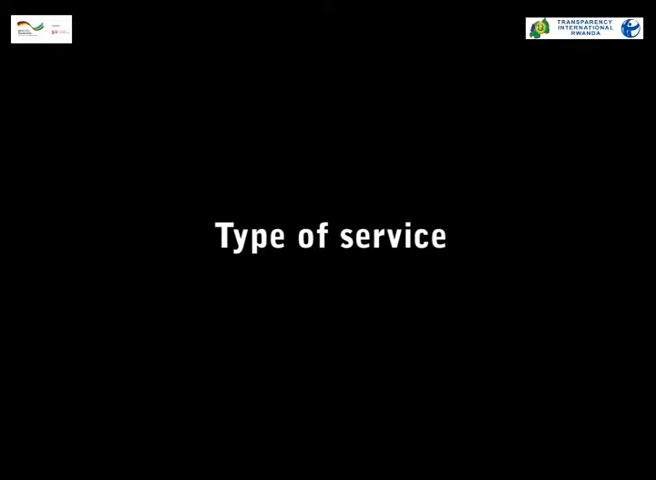 TRANSPARENCY
INTERNATIONAL
RWANDA
Type of service